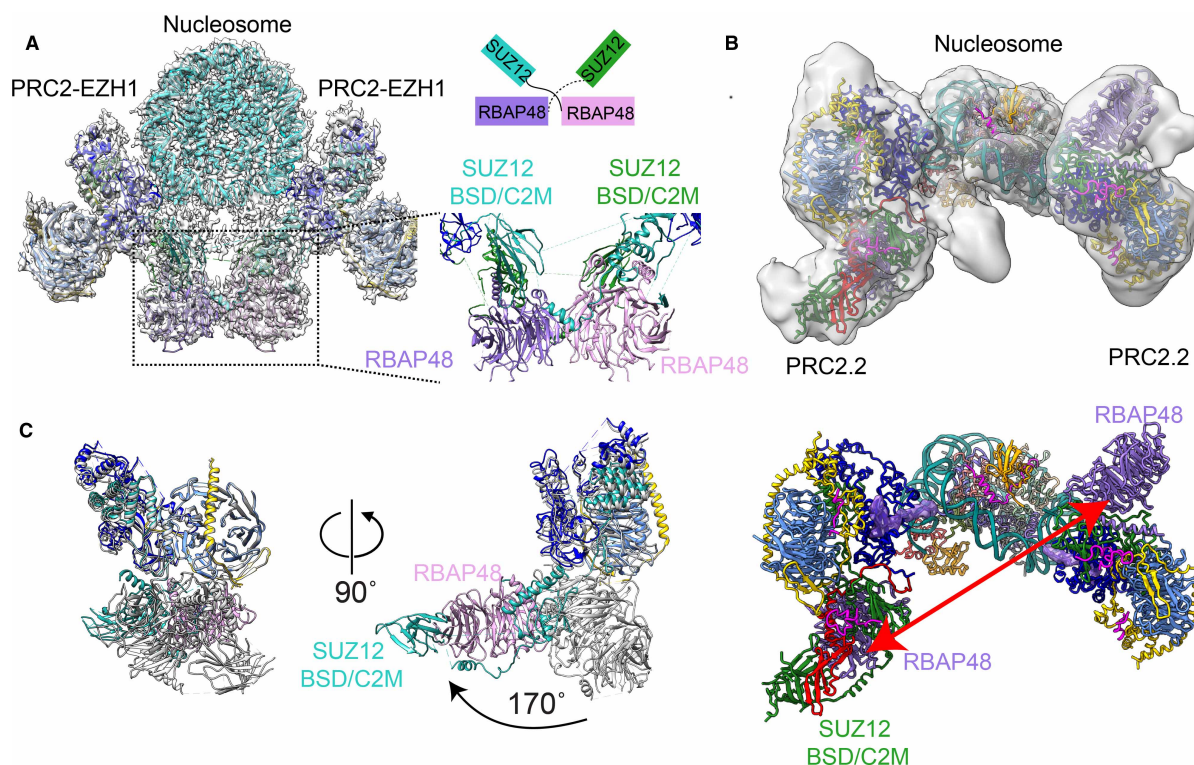 A
Nucleosome
PRC2-EZH1
PRC2-EZH1
SUZ12
SUZ12
RBAP48
RBAP48
SUZ12
BSD/C2M
SUZ12
BSD/C2M
RBAP48
RBAP48
B
Nucleosome
PRC2.2
PRC2.2
C
90°
RBAP48
SUZ12
BSD/C2M
170°
RBAP48
RBAP48
SUZ12
BSD/C2M